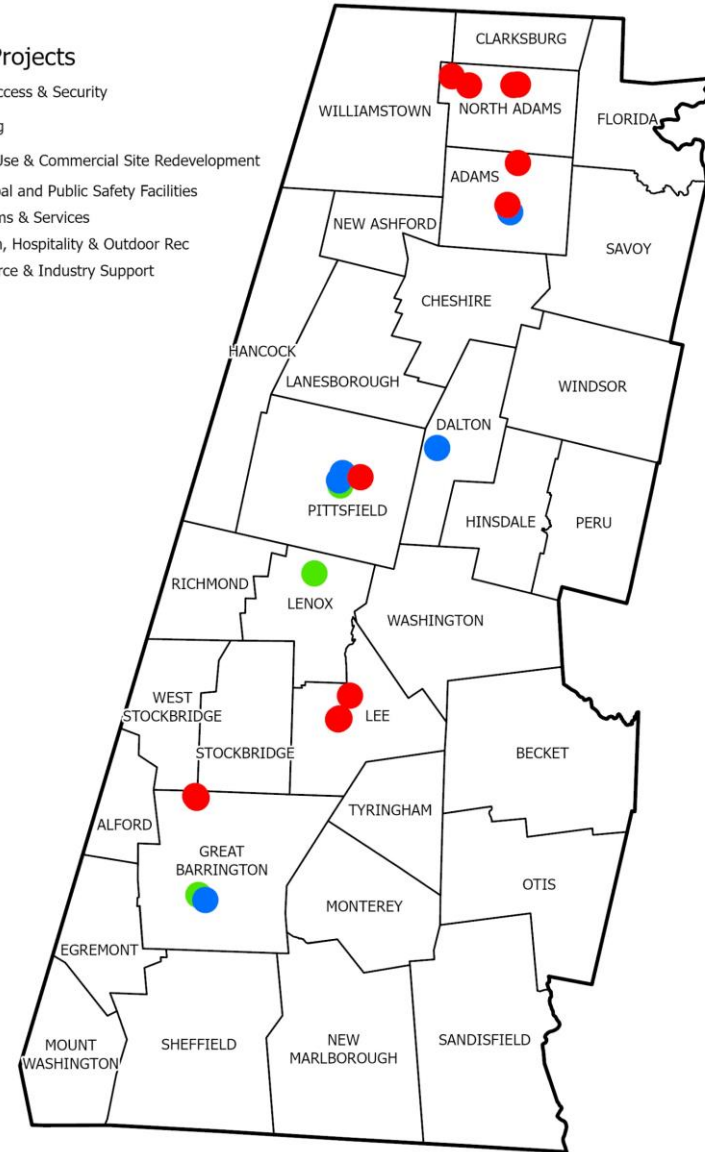 Projects
ccess & Security
g
Use & Commercial Site Redevelopment
al and Public Safety Facilities
ms & Services
n, Hospitality & Outdoor Rec
rce & Industry Support
CLARKSBURG
WILLIAMSTOWN
NORTH ADAMS
FLORIDA
ADAMS
NEW ASHFORD
SAVOY
CHESHIRE
HANCOCK
LANESBOROUGH
WINDSOR
DALTON
PITTSFIELD
HINSDALE
PERU
RICHMOND
LENOX
WASHINGTON
WEST
STOCKBRIDGE
LEE
STOCKBRIDGE
BECKET
TYRINGHAM
ALFORD
GREAT
BARRINGTON
OTIS
MONTEREY
EGREMONT
MOUNT
WASHINGTON
SHEFFIELD
NEW
MARLBOROUGH
SANDISFIELD